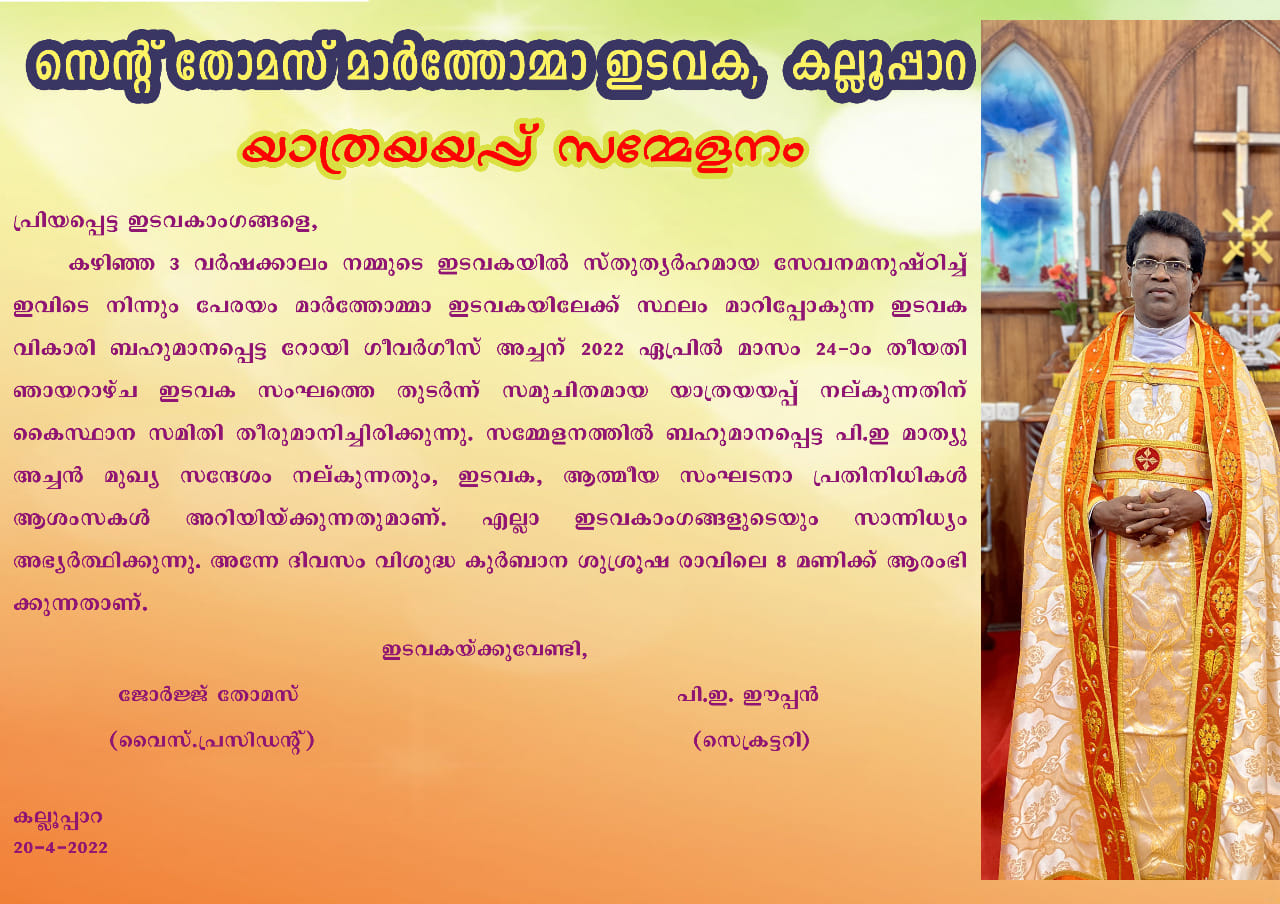 സെന്റ് തോമസ് മാർത്തോമ്മാ ഇടവക, കല്ലൂപ്പാറ
യാത്രയയപ്പ് സമ്മേളനം
പ്രിയപ്പെട്ട ഇടവകാംഗങ്ങളെ,
കഴിഞ്ഞ 3 വർഷക്കാലം നമ്മുടെ ഇടവകയിൽ സ്തുത്യർഹമായ സേവനമനുഷ്ഠിച്ച്
ഇവിടെ നിന്നും പേരയം മാർത്തോമ്മാ ഇടവകയിലേക്ക് സ്ഥലം മാറിപ്പോകുന്ന ഇടവക
വികാരി ബഹുമാനപ്പെട്ട റോയി ഗീവർഗീസ് അച്ചന് 2022 ഏപ്രിൽ മാസം 24-ാം തീയതി
ഞായറാഴ്ച ഇടവക സംഘത്തെ തുടർന്ന് സമുചിതമായ യാത്രയയപ്പ് നല്കുന്നതിന്
കൈസ്ഥാന സമിതി തീരുമാനിച്ചിരിക്കുന്നു. സമ്മേളനത്തിൽ ബഹുമാനപ്പെട്ട പി.ഇ മാത്യു
അച്ചൻ മുഖ്യ സന്ദേശം നല്കുന്നതും, ഇടവക, ആത്മീയ സംഘടനാ പ്രതിനിധികൾ
ആശംസകൾ അറിയിയ്ക്കുന്നതുമാണ്. എല്ലാ ഇടവകാംഗങ്ങളുടെയും സാന്നിധ്യം
അഭ്യർത്ഥിക്കുന്നു. അന്നേ ദിവസം വിശുദ്ധ കുർബാന ശുശ്രൂഷ രാവിലെ 8 മണിക്ക് ആരംഭി
ക്കുന്നതാണ്.
ഇടവകയ്ക്കുവേണ്ടി,
ജോർജ്ജ് തോമസ് പി.ഇ. ഈപ്പൻ
(വൈസ്.പ്രസിഡന്റ്) (സെക്രട്ടറി)
കല്ലൂപ്പാറ
20-4-2022